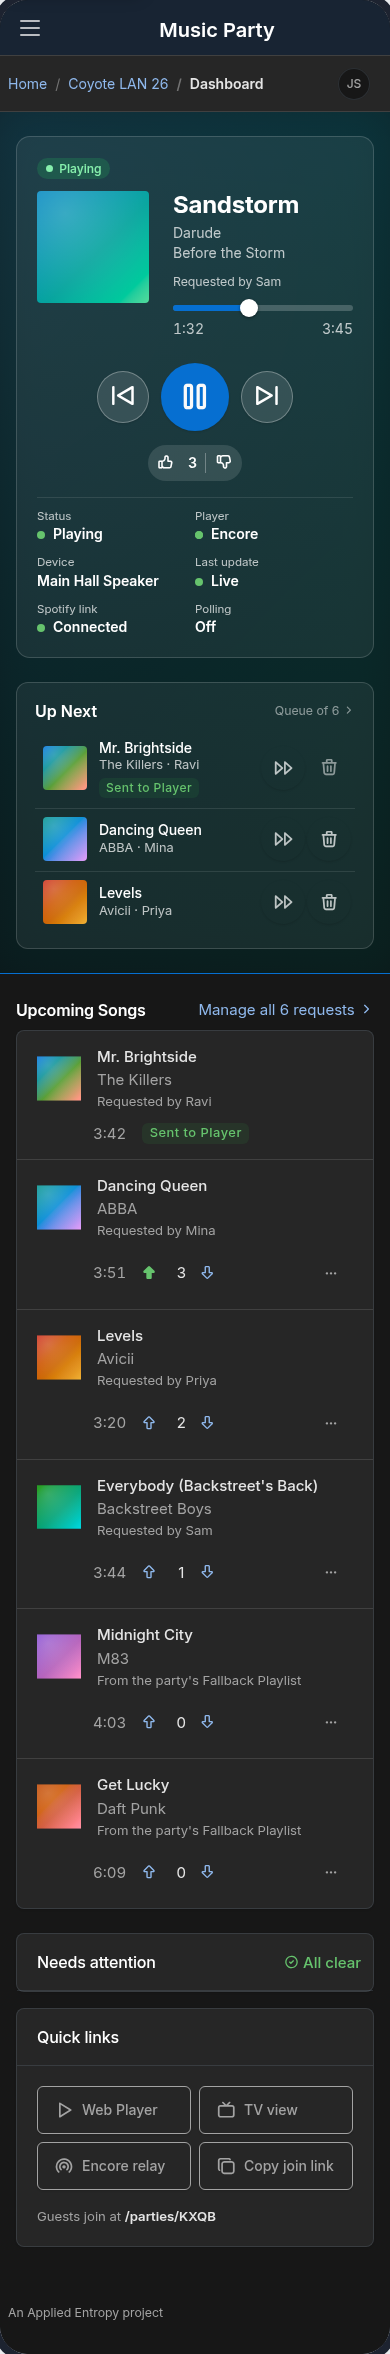 Music Party
Home / Coyote LAN 26 / Dashboard
JS
Playing
Sandstorm
Darude
Before the Storm
Requested by Sam
1:32 3:45
3
Status Player
Playing Encore
Device Last update
Main Hall Speaker Live
Spotify link Polling
Connected Off
Up Next Queue of 6
Mr. Brightside
The Killers · Ravi
Sent to Player
Dancing Queen
ABBA · Mina
Levels
Avicii · Priya
Upcoming Songs Manage all 6 requests
Mr. Brightside
The Killers
Requested by Ravi
3:42 Sent to Player
Dancing Queen
ABBA
Requested by Mina
3:51 3
Levels
Avicii
Requested by Priya
3:20 2
Everybody (Backstreet's Back)
Backstreet Boys
Requested by Sam
3:44 1
Midnight City
M83
From the party's Fallback Playlist
4:03 0
Get Lucky
Daft Punk
From the party's Fallback Playlist
6:09 0
Needs attention All clear
Quick links
Web Player TV view
Encore relay Copy join link
Guests join at /parties/KXQB
An Applied Entropy project